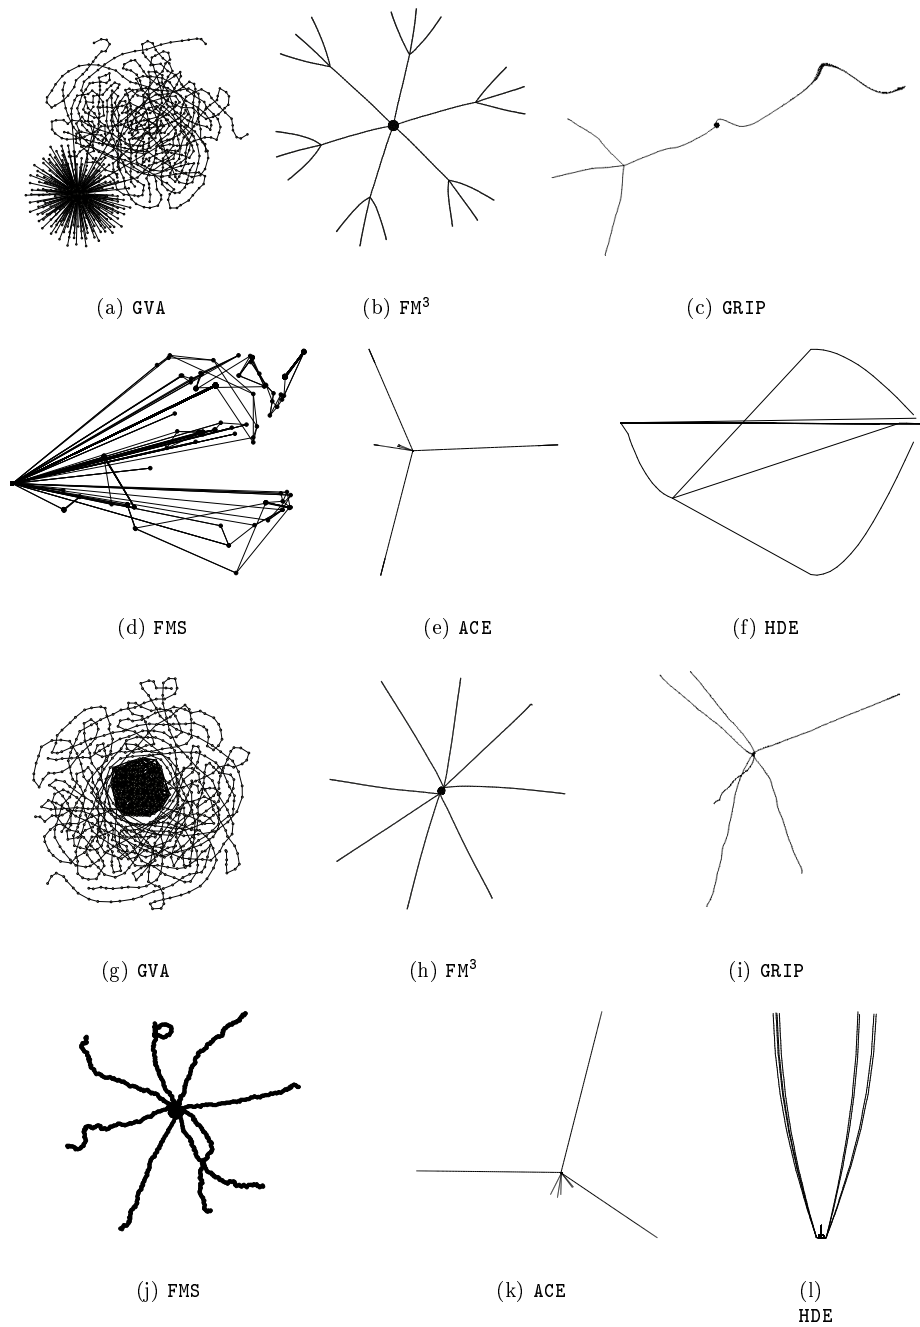 (a) GVA
(b) FM³
(c) GRIP
(d) FMS
(e) ACE
(f) HDE
(g) GVA
(h) FM³
(i) GRIP
(j) FMS
(k) ACE
(l)
HDE